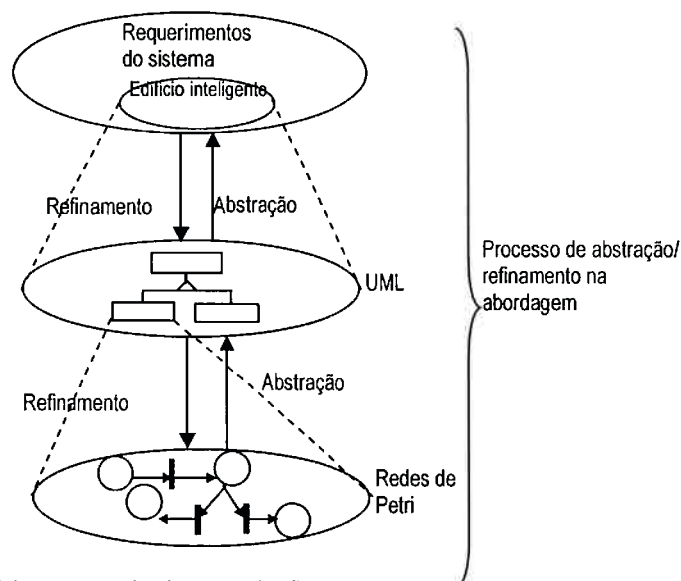 Requerimentos
do sistema
Edifício inteligente
Refinamento
Abstração
UML
Processo de abstração/
refinamento na
abordagem
Refinamento
Abstração
Redes de
Petri